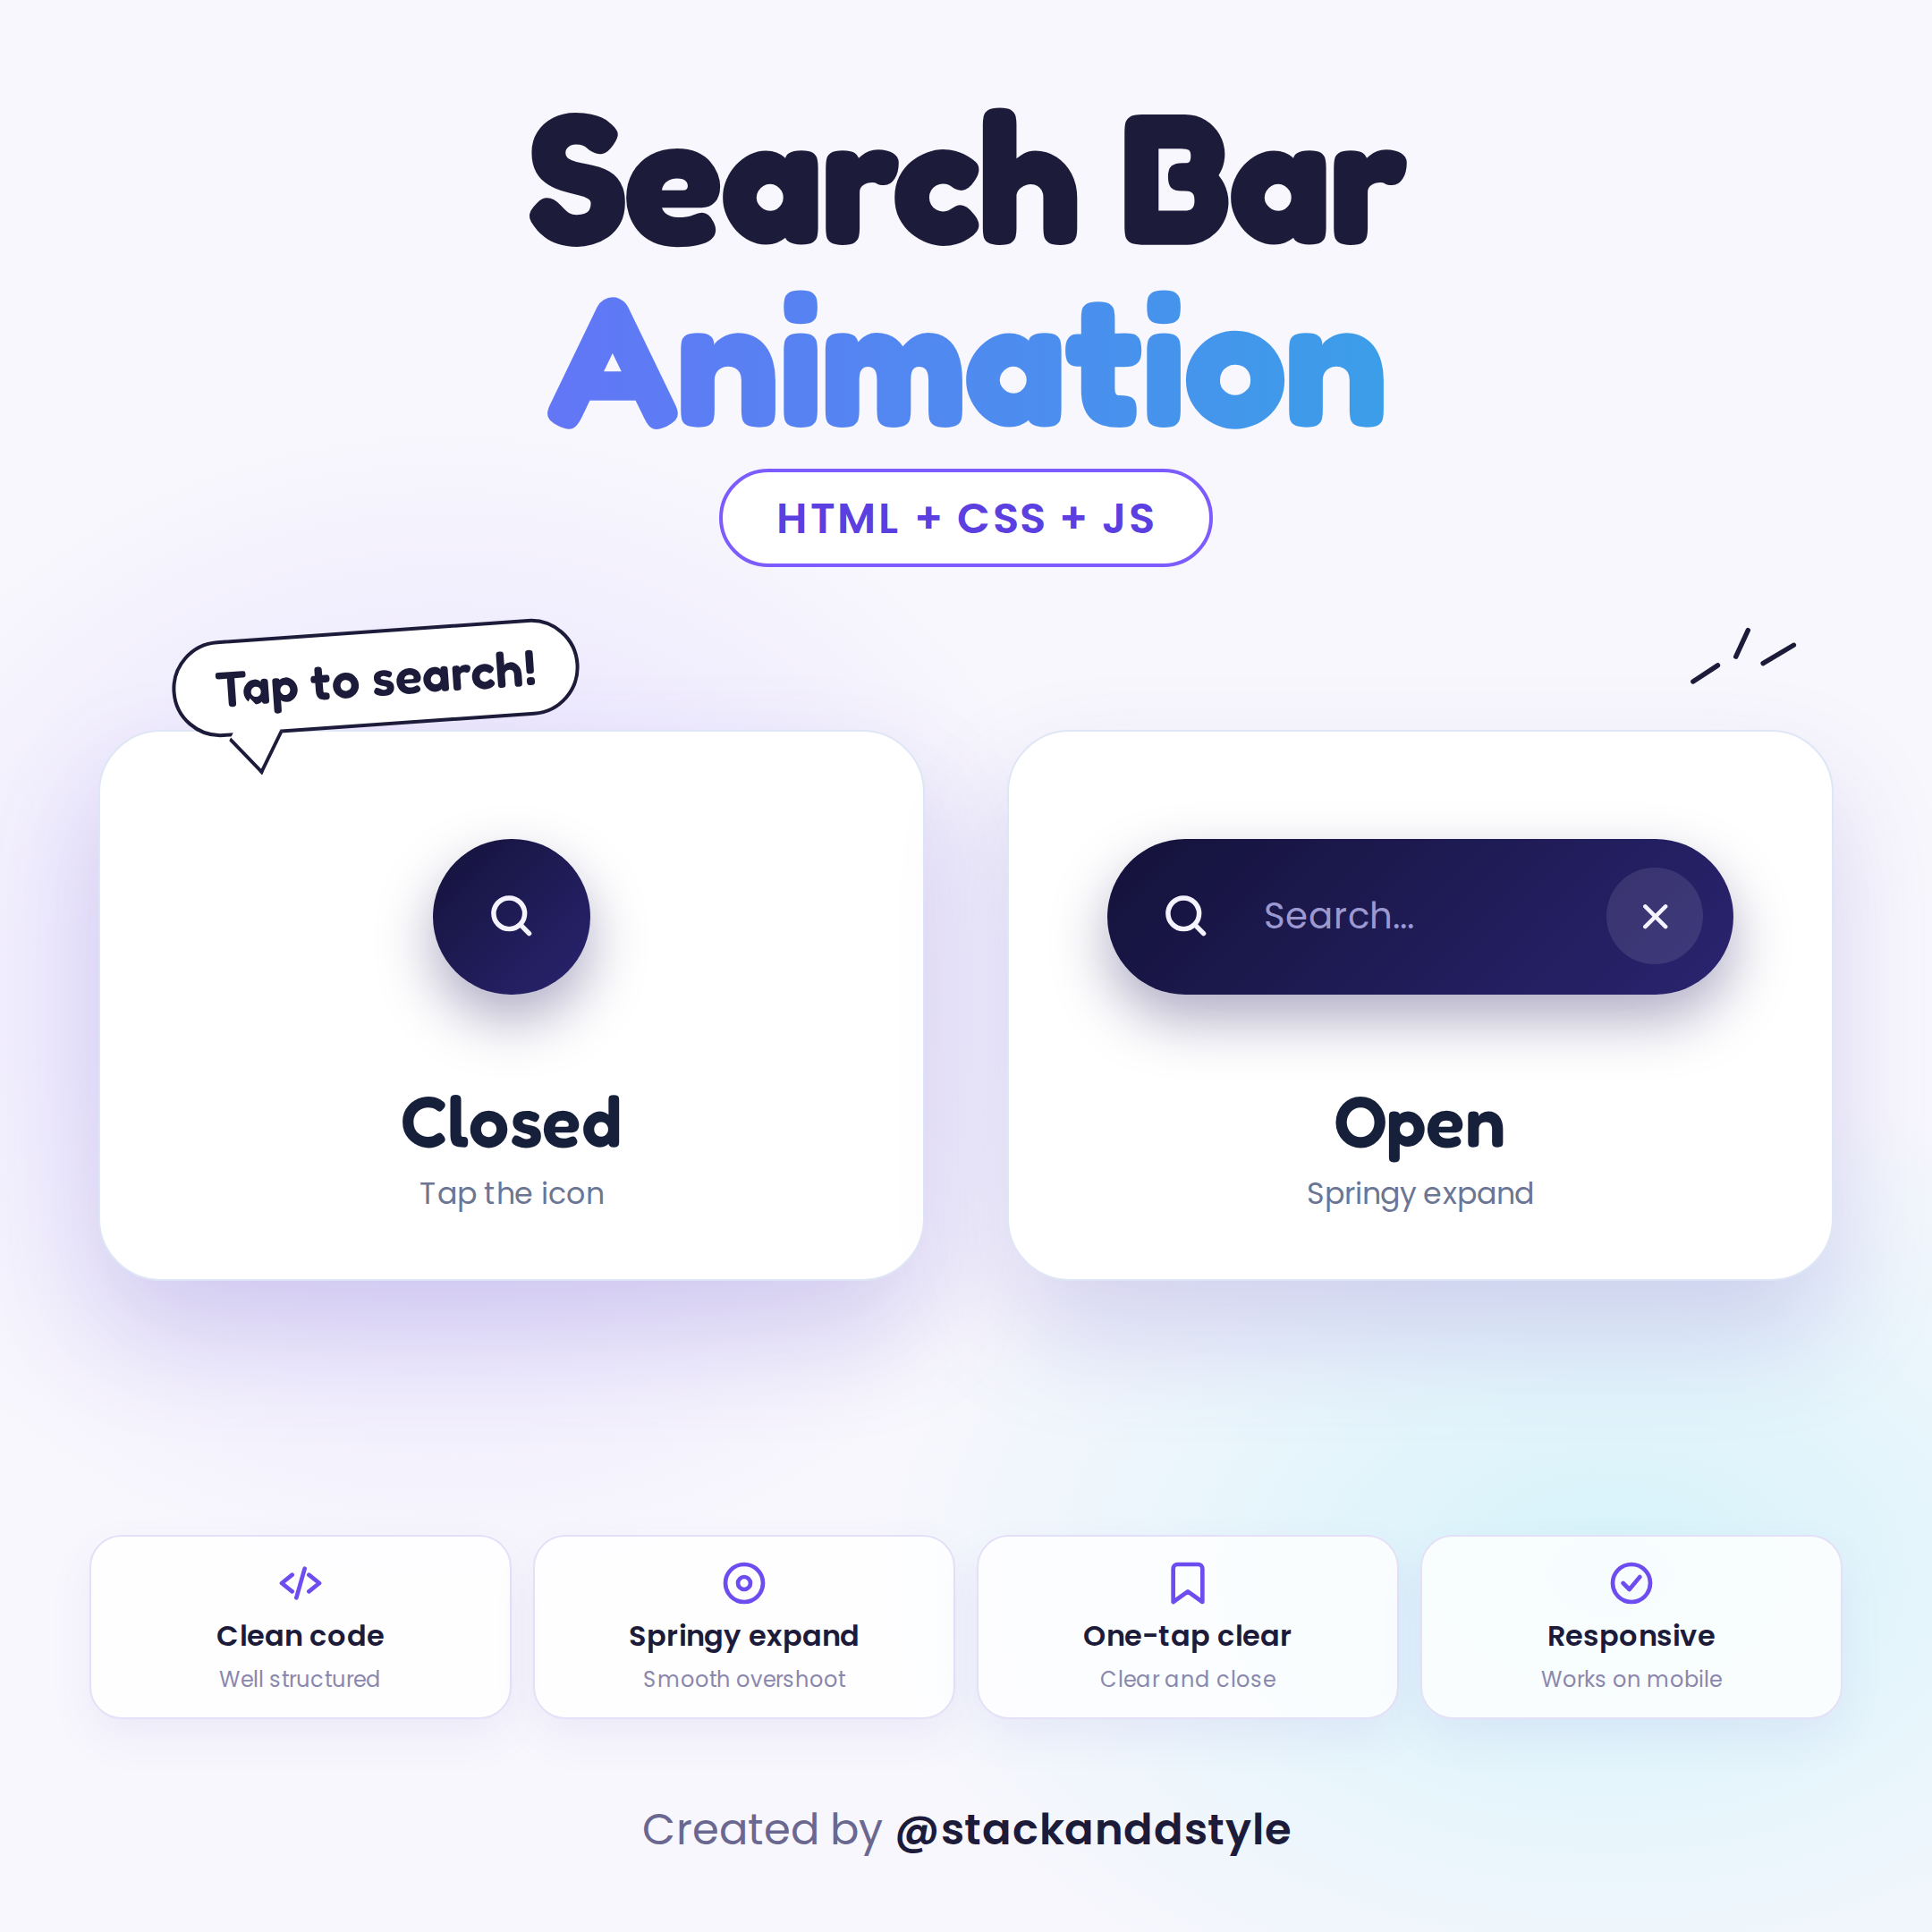 Search Bar
Animation
HTML + CSS + JS
Tap to search!
Search...
Closed
Tap the icon
Open
Springy expand
Clean code
Well structured
Springy expand
Smooth overshoot
One-tap clear
Clear and close
Responsive
Works on mobile
Created by @stackanddstyle